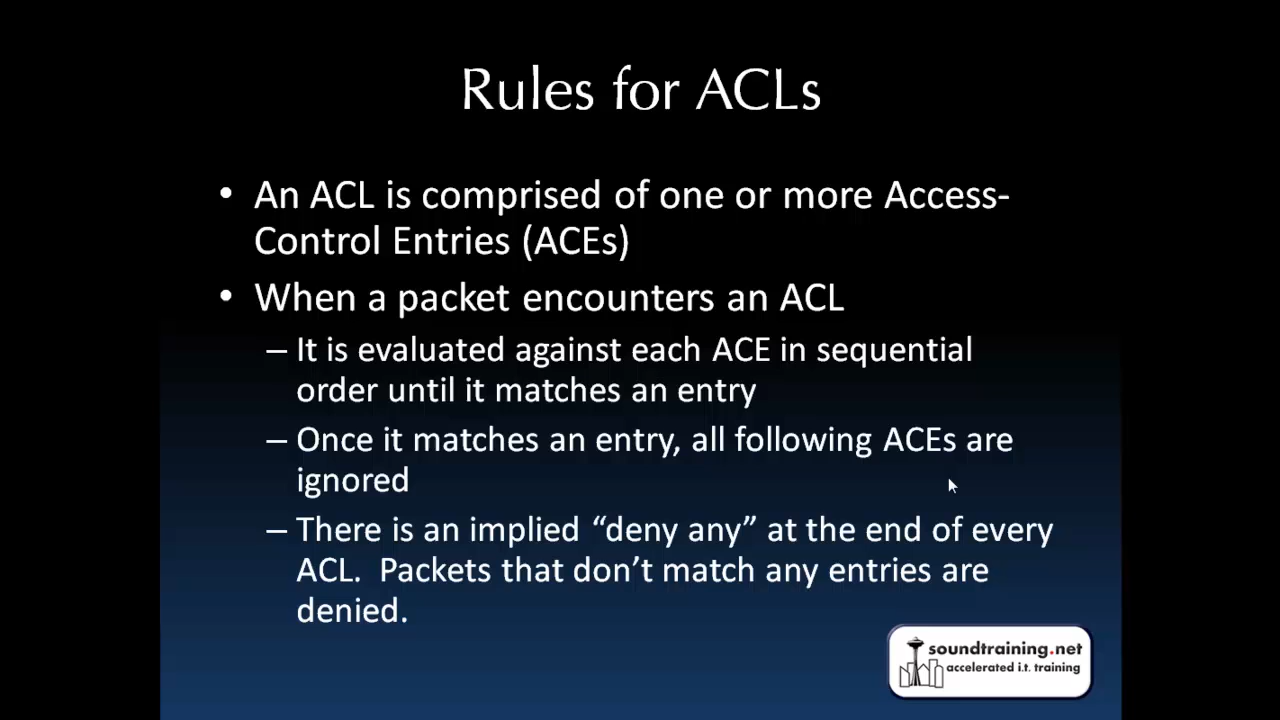 Rules for ACLs
• An ACL is comprised of one or more Access-
Control Entries (ACEs)
• When a packet encounters an ACL
– It is evaluated against each ACE in sequential
order until it matches an entry
– Once it matches an entry, all following ACEs are
ignored
– There is an implied “deny any” at the end of every
ACL.  Packets that don’t match any entries are
denied.
soundtraining.net
accelerated i.t. training